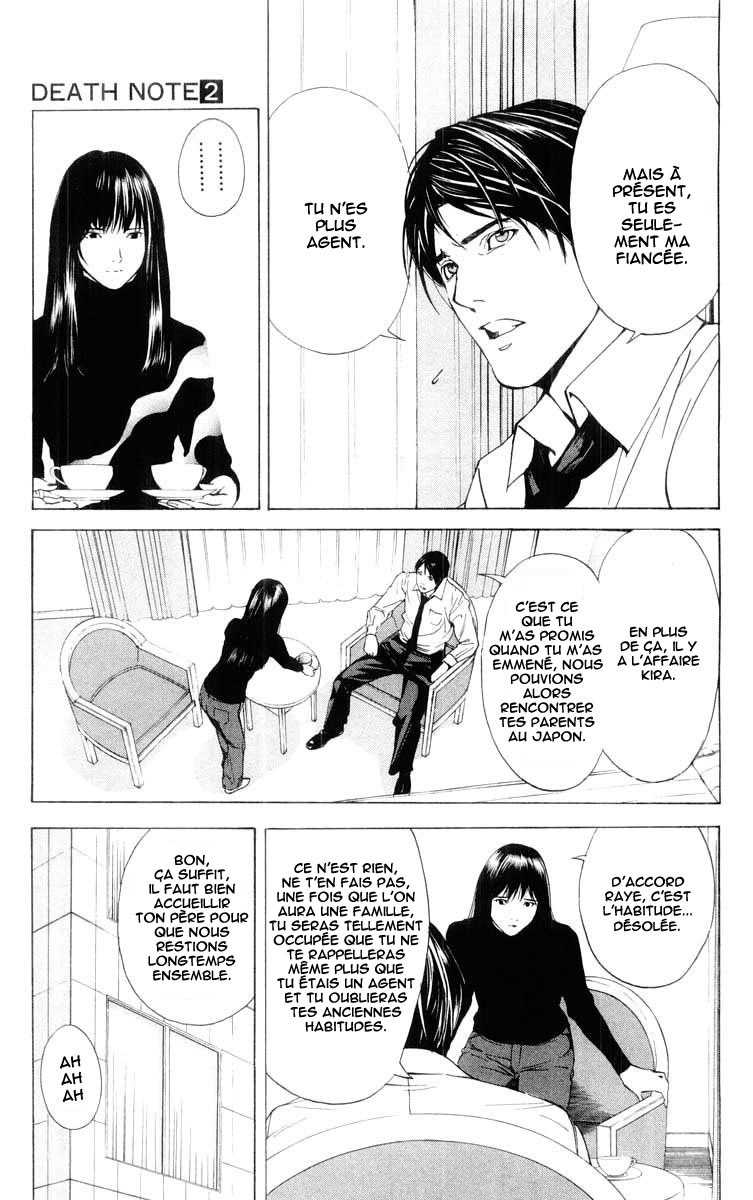 DEATH NOTE 2
MAIS À
PRÉSENT,
TU ES
SEULE-
MENT MA
FIANCÉE.
TU N'ES
PLUS
AGENT.
EN PLUS
DE ÇA, IL Y
A L'AFFAIRE
KIRA.
C'EST CE
QUE TU
M'AS PROMIS
QUAND TU M'AS
EMMENÉ, NOUS
POUVIONS
ALORS
RENCONTRER
TES PARENTS
AU JAPON.
D'ACCORD
RAYE, C'EST
L'HABITUDE...
DÉSOLÉE.
CE N'EST RIEN,
NE T'EN FAIS PAS,
UNE FOIS QUE L'ON
AURA UNE FAMILLE,
TU SERAS TELLEMENT
OCCUPÉE QUE TU NE
TE RAPPELLERAS
MÊME PLUS QUE
TU ÉTAIS UN AGENT
ET TU OUBLIERAS
TES ANCIENNES
HABITUDES.
BON,
ÇA SUFFIT,
IL FAUT BIEN
ACCUEILLIR
TON PÈRE POUR
QUE NOUS
RESTIONS
LONGTEMPS
ENSEMBLE.
AH
AH
AH